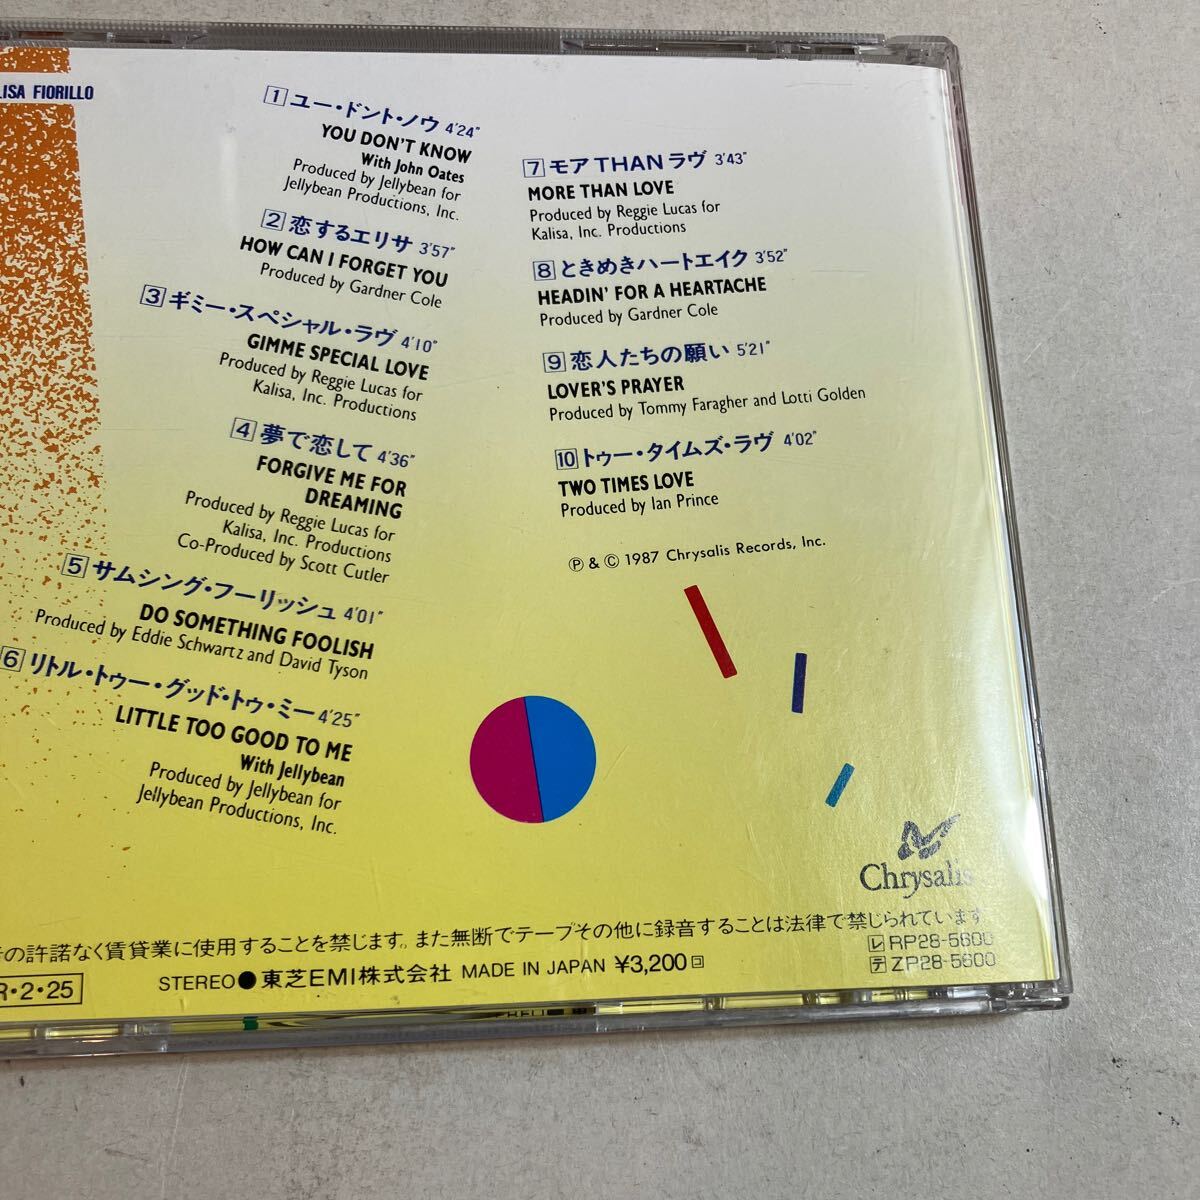 LISA FIORILLO
1 ユー・ドント・ノウ 4'24"
YOU DON'T KNOW
With John Oates
Produced by Jellybean for
Jellybean Productions, Inc.
2 恋するエリサ 3'57"
HOW CAN I FORGET YOU
Produced by Gardner Cole
3 ギミー・スペシャル・ラヴ 4'10"
GIMME SPECIAL LOVE
Produced by Reggie Lucas for
Kalisa, Inc. Productions
4 夢で恋して 4'36"
FORGIVE ME FOR
DREAMING
Produced by Reggie Lucas for
Kalisa, Inc. Productions
Co-Produced by Scott Cutler
5 サムシング・フーリッシュ 4'01"
DO SOMETHING FOOLISH
Produced by Eddie Schwartz and David Tyson
6 リトル・トゥー・グッド・トゥ・ミー 4'25"
LITTLE TOO GOOD TO ME
With Jellybean
Produced by Jellybean for
Jellybean Productions, Inc.
7 モア THAN ラヴ 3'43"
MORE THAN LOVE
Produced by Reggie Lucas for
Kalisa, Inc. Productions
8 ときめきハートエイク 3'52"
HEADIN' FOR A HEARTACHE
Produced by Gardner Cole
9 恋人たちの願い 5'21"
LOVER'S PRAYER
Produced by Tommy Faragher and Lotti Golden
10 トゥー・タイムズ・ラヴ 4'02"
TWO TIMES LOVE
Produced by Ian Prince
Ⓟ & © 1987 Chrysalis Records, Inc.
Chrysalis
の許諾なく賃貸業に使用することを禁じます。また無断でテープその他に録音することは法律で禁じられています
レ RP28-5600
テ ZP28-5600
R・2・25
STEREO ● 東芝EMI株式会社 MADE IN JAPAN ¥3,200 コ